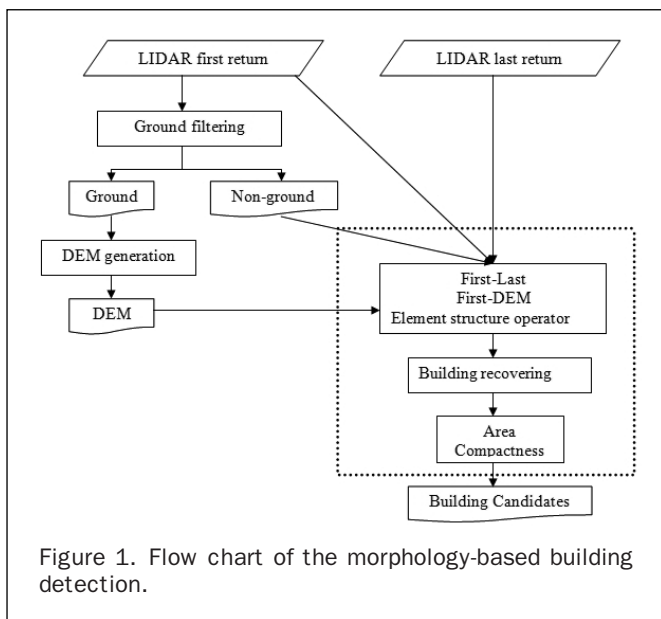 LIDAR first return
LIDAR last return
Ground filtering
Ground
Non-ground
DEM generation
First-Last
First-DEM
Element structure operator
DEM
Building recovering
Area
Compactness
Building Candidates
Figure 1. Flow chart of the morphology-based building
detection.